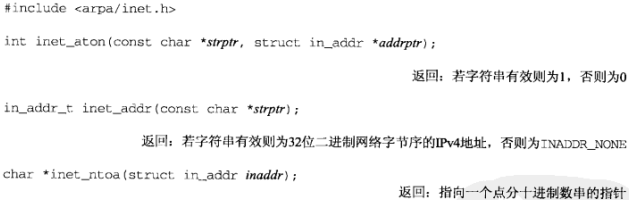 #include <arpa/inet.h>
int inet_aton(const char *strptr, struct in_addr *addrptr);
返回：若字符串有效则为1，否则为0
in_addr_t inet_addr(const char *strptr);
返回：若字符串有效则为32位二进制网络字节序的IPv4地址，否则为INADDR_NONE
char *inet_ntoa(struct in_addr inaddr);
返回：指向一个点分十进制数串的指针